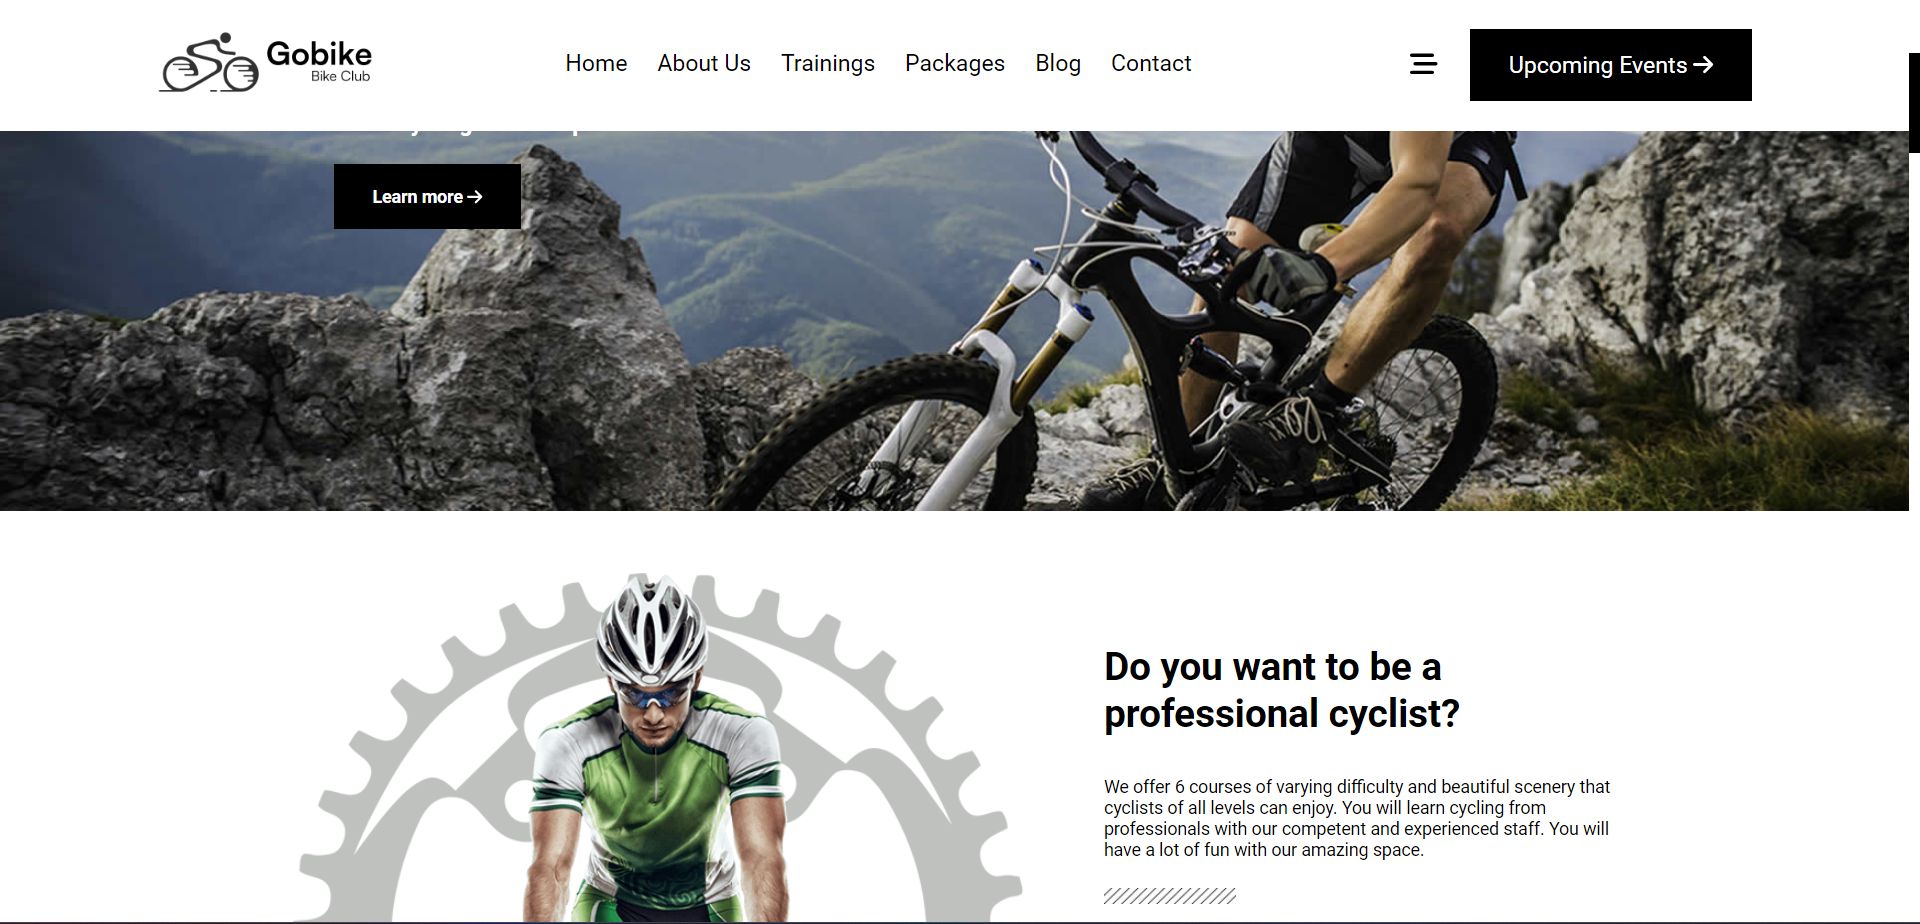 Gobike
Bike Club
Home About Us Trainings Packages Blog Contact
Upcoming Events →
Learn more →
Do you want to be a
professional cyclist?
We offer 6 courses of varying difficulty and beautiful scenery that
cyclists of all levels can enjoy. You will learn cycling from
professionals with our competent and experienced staff. You will
have a lot of fun with our amazing space.